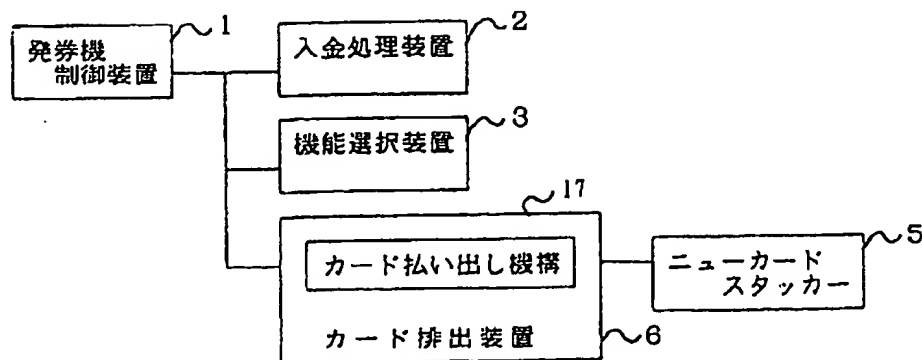 1
発券機
制御装置
2
入金処理装置
3
機能選択装置
17
カード払い出し機構
カード排出装置
6
5
ニューカード
スタッカー